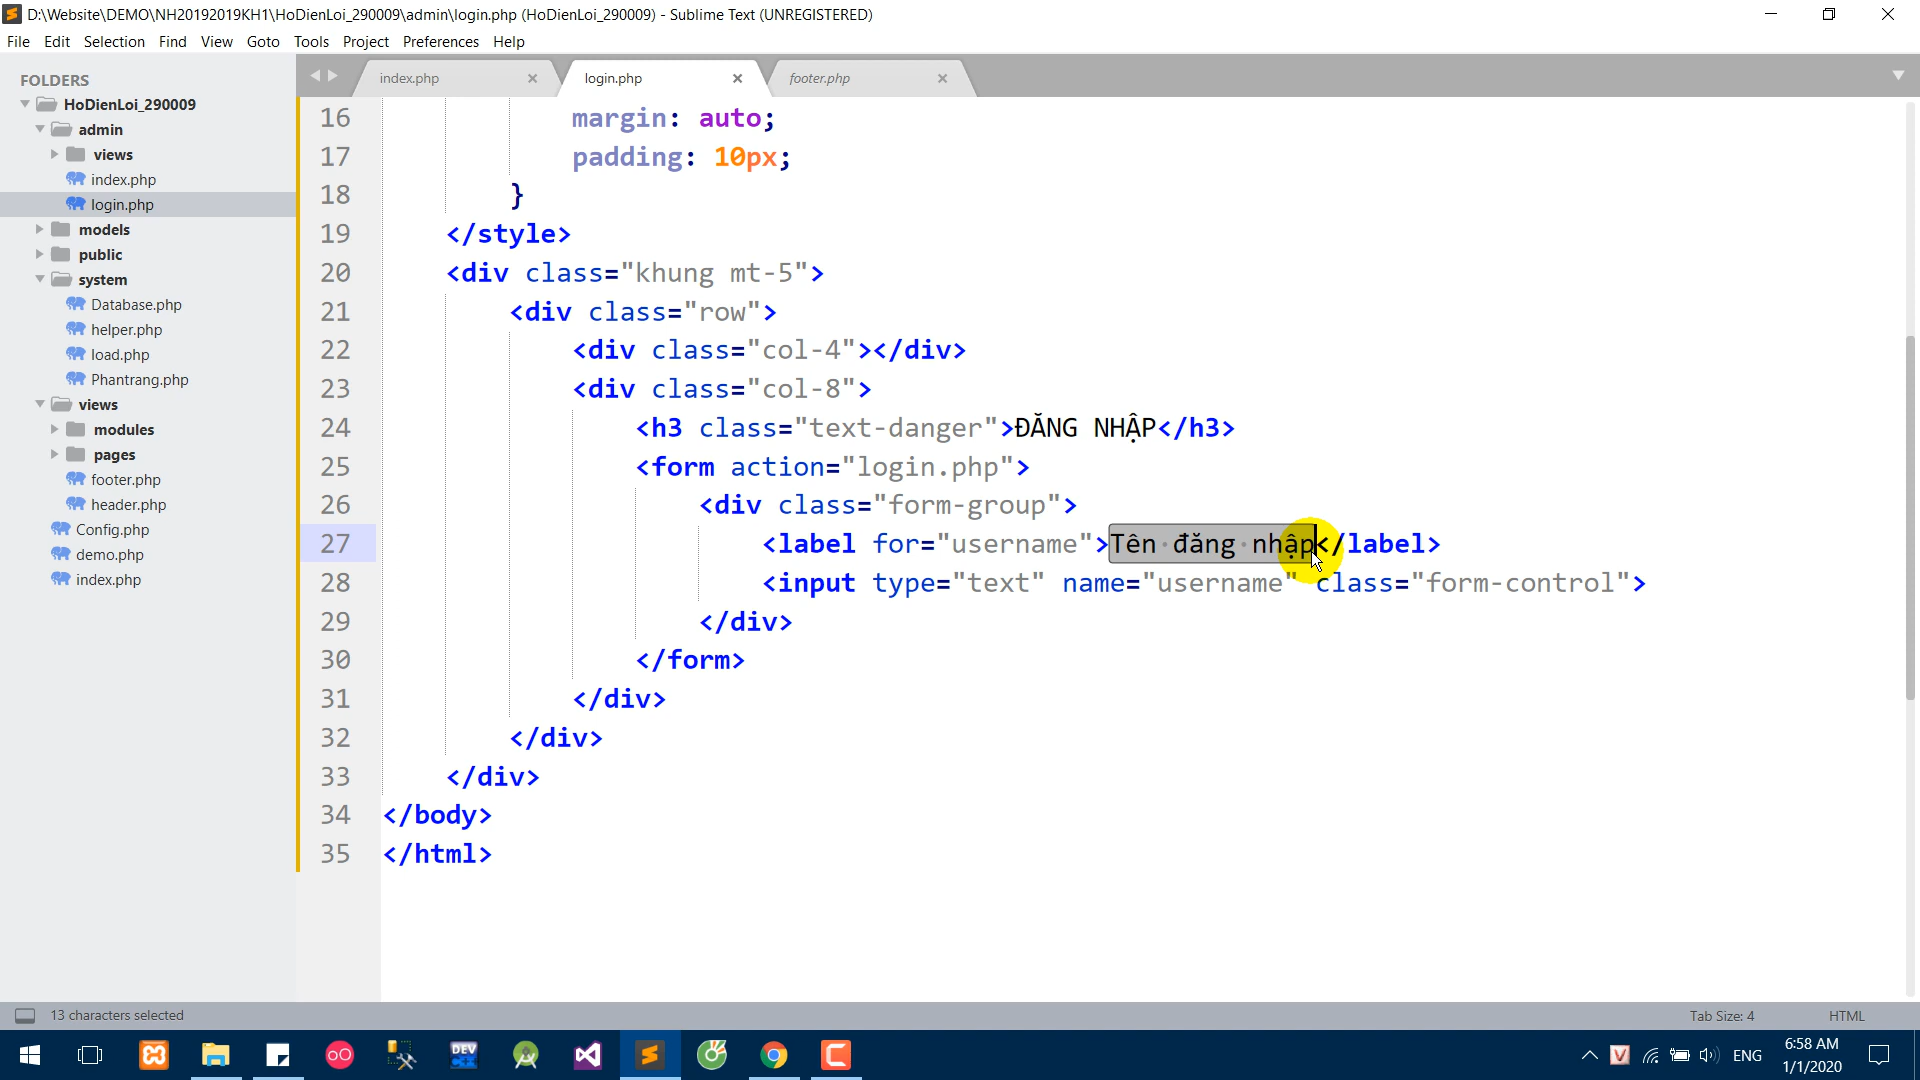 D:\Website\DEMO\NH20192019KH1\HoDienLoi_290009\admin\login.php (HoDienLoi_290009) - Sublime Text (UNREGISTERED)
File Edit Selection Find View Goto Tools Project Preferences Help
FOLDERS
HoDienLoi_290009
admin
views
index.php
login.php
models
public
system
Database.php
helper.php
load.php
Phantrang.php
views
modules
pages
footer.php
header.php
Config.php
demo.php
index.php
index.php login.php footer.php
16 margin: auto;
17 padding: 10px;
18 }
19 </style>
20 <div class="khung mt-5">
21 <div class="row">
22 <div class="col-4"></div>
23 <div class="col-8">
24 <h3 class="text-danger">ĐĂNG NHẬP</h3>
25 <form action="login.php">
26 <div class="form-group">
27 <label for="username">Tên đăng nhập</label>
28 <input type="text" name="username" class="form-control">
29 </div>
30 </form>
31 </div>
32 </div>
33 </div>
34 </body>
35 </html>
13 characters selected
Tab Size: 4
HTML
DEV
ENG
6:58 AM
1/1/2020